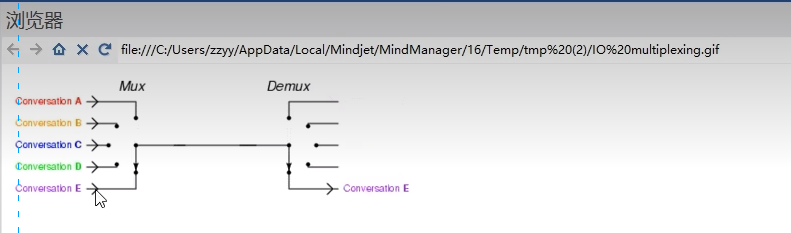 浏览器
file:///C:/Users/zzyy/AppData/Local/Mindjet/MindManager/16/Temp/tmp%20(2)/IO%20multiplexing.gif
Mux Demux
Conversation A
Conversation B
Conversation C
Conversation D
Conversation E Conversation E